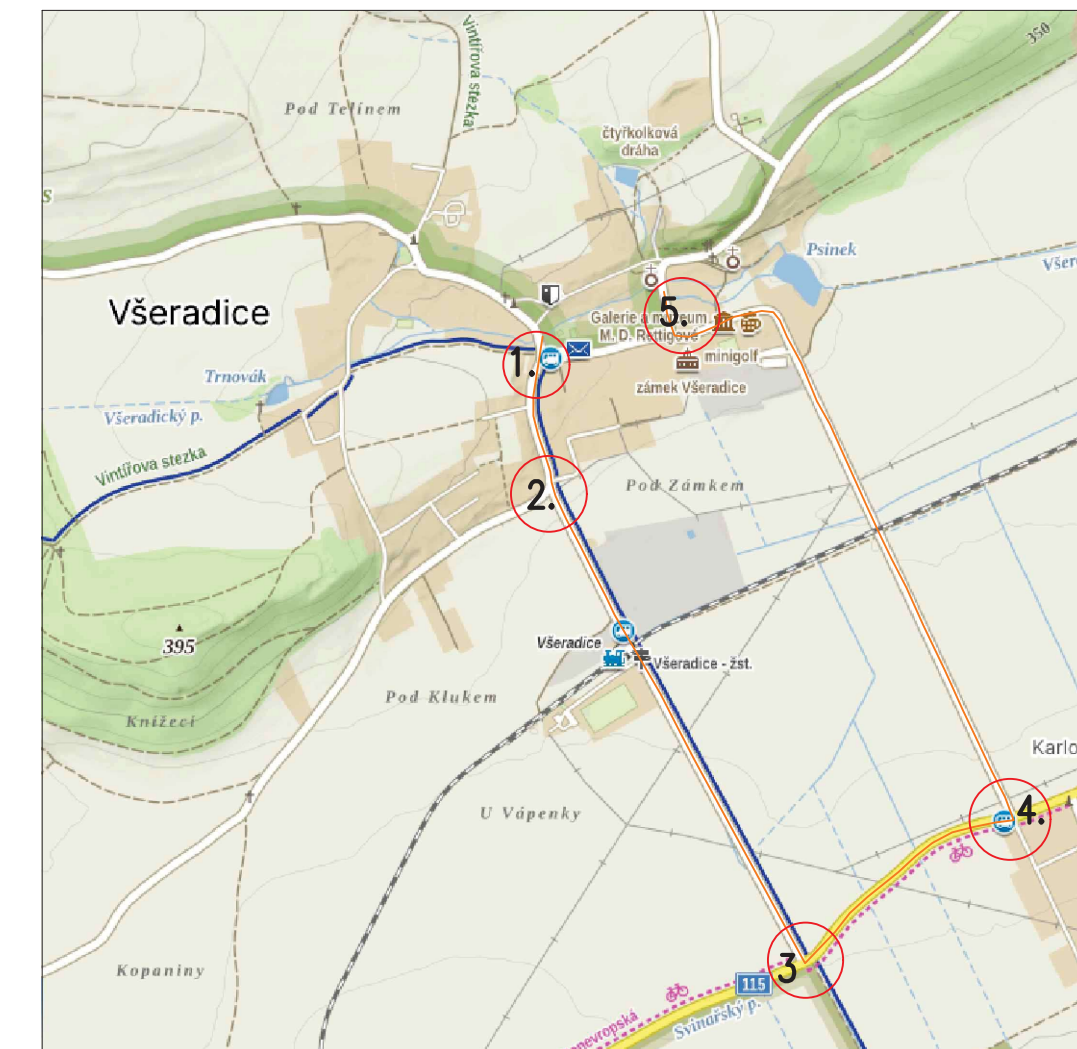 Vintířova stezka
350
Pod Telínem
čtyřkolková
dráha
S
Psinek
Všer
Všeradice
5.
Galerie a muzeum
M. D. Rettigové
1.
minigolf
zámek Všeradice
Trnovák
Všeradický p.
Vintířova stezka
2.
Pod Zámkem
395
Všeradice
Všeradice - žst.
Pod Klukem
Knížecí
Karlo
U Vápenky
4.
Kopaniny
3
115
Svinařský p.
onevropská